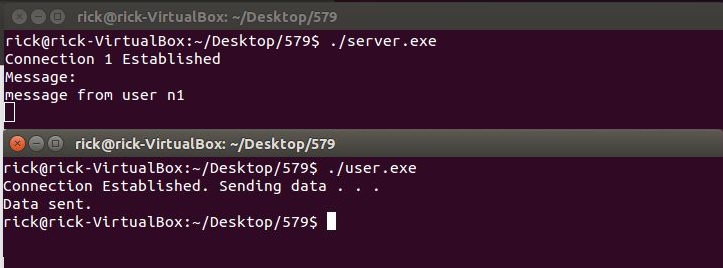 rick@rick-VirtualBox: ~/Desktop/579
rick@rick-VirtualBox:~/Desktop/579$ ./server.exe
Connection 1 Established
Message:
message from user n1
rick@rick-VirtualBox: ~/Desktop/579
rick@rick-VirtualBox:~/Desktop/579$ ./user.exe
Connection Established. Sending data . . .
Data sent.
rick@rick-VirtualBox:~/Desktop/579$